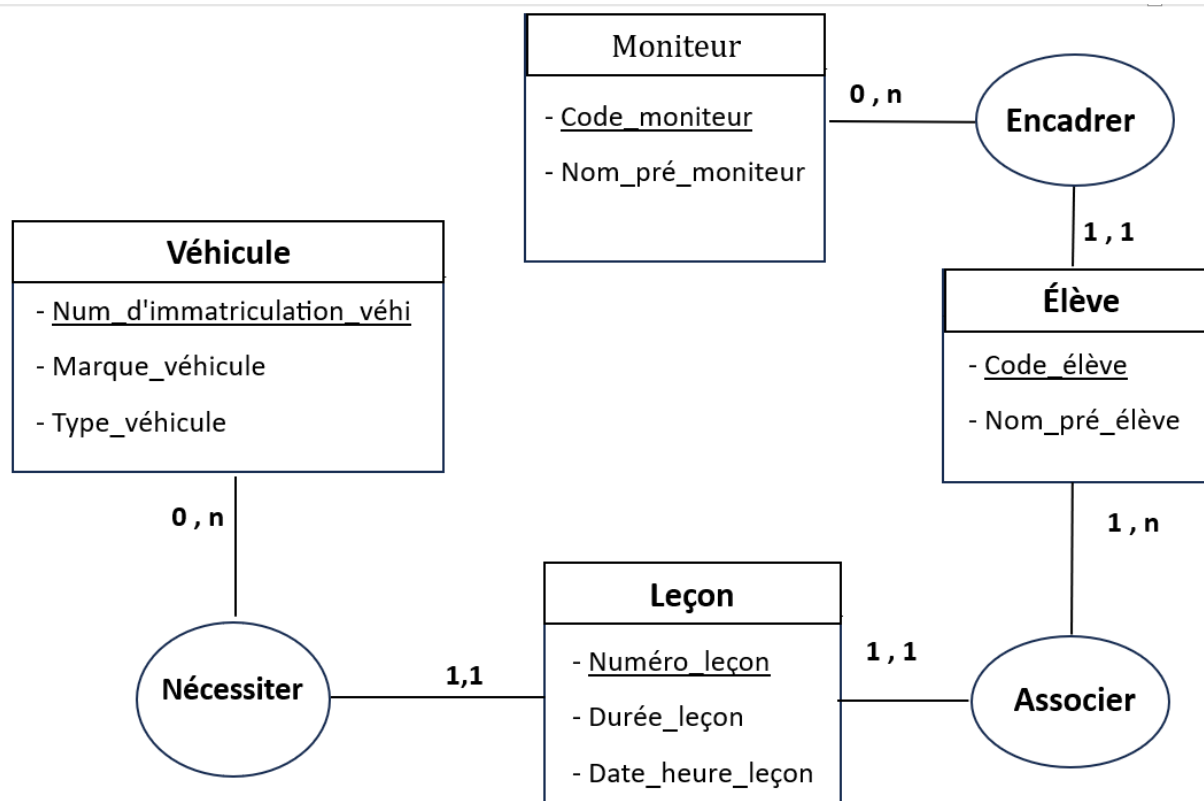 Moniteur
- Code_moniteur
- Nom_pré_moniteur
0 , n
Encadrer
1 , 1
Véhicule
- Num_d'immatriculation_véhi
- Marque_véhicule
- Type_véhicule
Élève
- Code_élève
- Nom_pré_élève
0 , n
1 , n
Nécessiter
1,1
Leçon
- Numéro_leçon
- Durée_leçon
- Date_heure_leçon
1 , 1
Associer